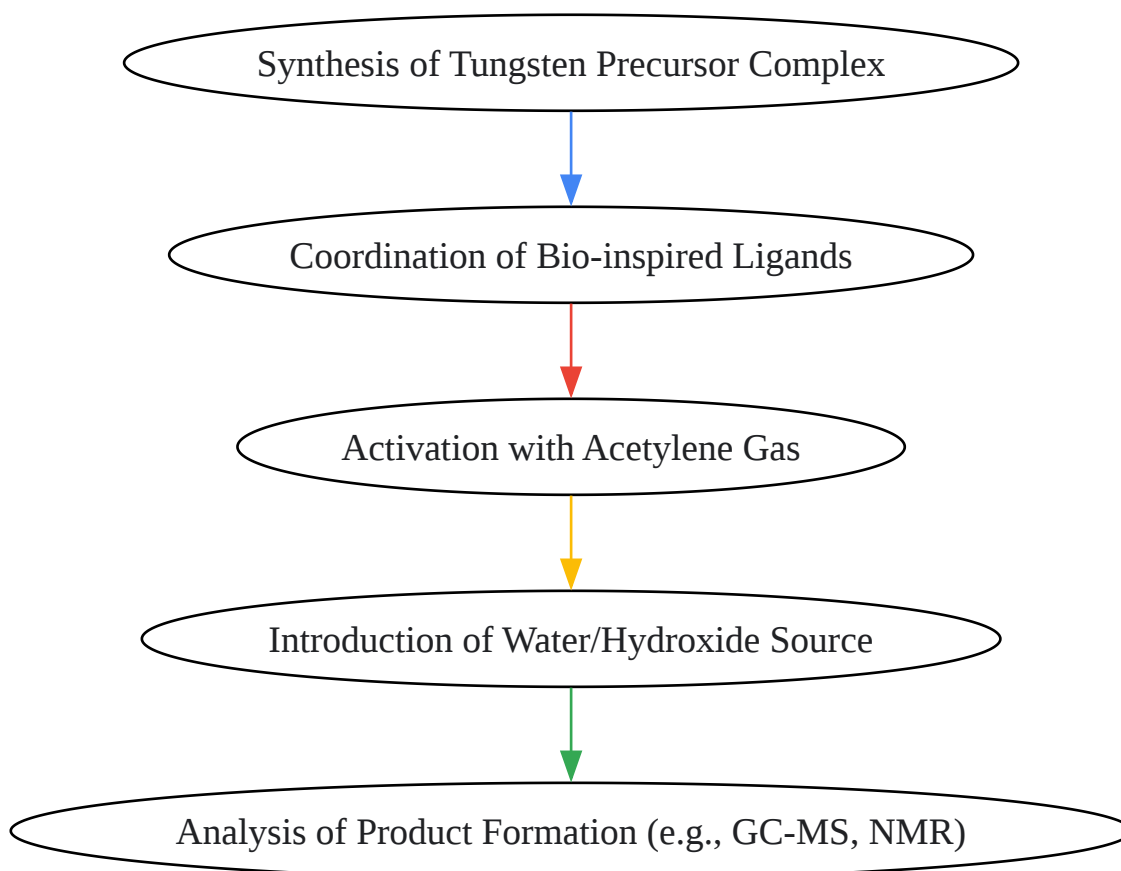 Synthesis of Tungsten Precursor Complex
Coordination of Bio-inspired Ligands
Activation with Acetylene Gas
Introduction of Water/Hydroxide Source
Analysis of Product Formation (e.g., GC-MS, NMR)